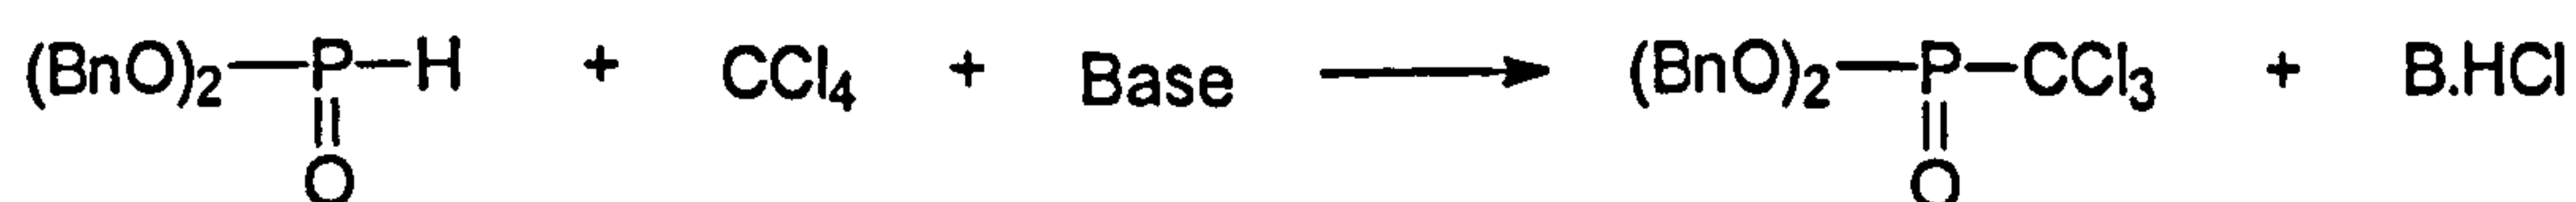 (BnO)₂—P—H + CCl₄ + Base ⟶ (BnO)₂—P—CCl₃ + B.HCl
O O